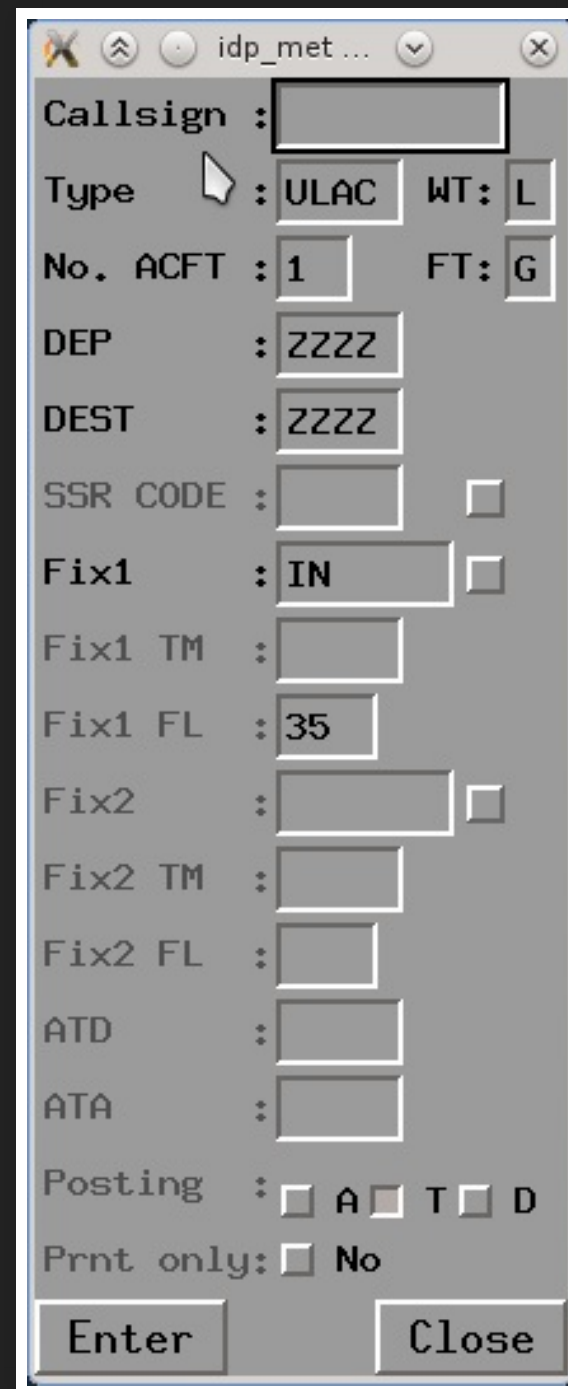 idp_met ...
Callsign :
Type : ULAC WT: L
No. ACFT : 1 FT: G
DEP : ZZZZ
DEST : ZZZZ
SSR CODE :
Fix1 : IN
Fix1 TM :
Fix1 FL : 35
Fix2 :
Fix2 TM :
Fix2 FL :
ATD :
ATA :
Posting : A T D
Prnt only: No
Enter Close